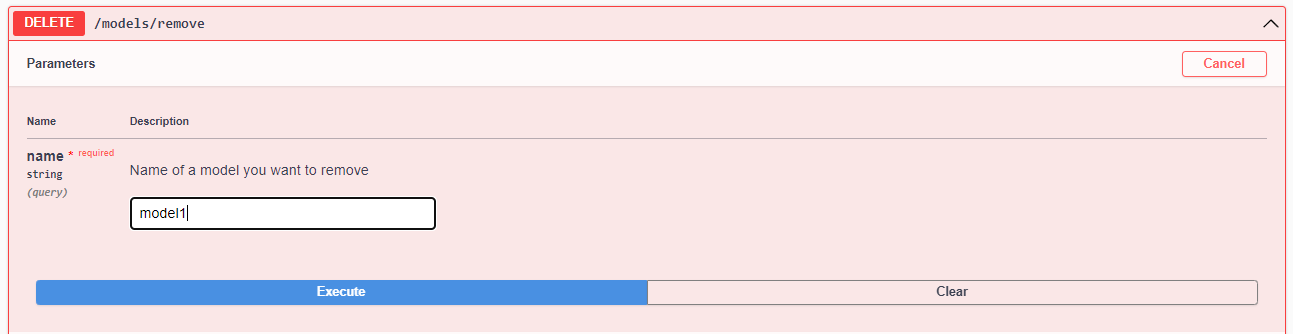 DELETE /models/remove
Parameters Cancel
Name Description
name * required
string
(query)
Name of a model you want to remove
model1
Execute Clear